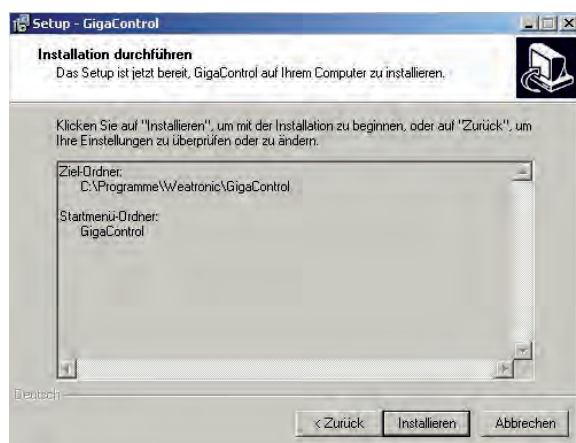 Setup - GigaControl
Installation durchführen
Das Setup ist jetzt bereit, GigaControl auf Ihrem Computer zu installieren.
Klicken Sie auf "Installieren", um mit der Installation zu beginnen, oder auf "Zurück", um
Ihre Einstellungen zu überprüfen oder zu ändern.
Ziel-Ordner:
C:\Programme\Weatronic\GigaControl
Startmenü-Ordner:
GigaControl
Deutsch
< Zurück
Installieren
Abbrechen